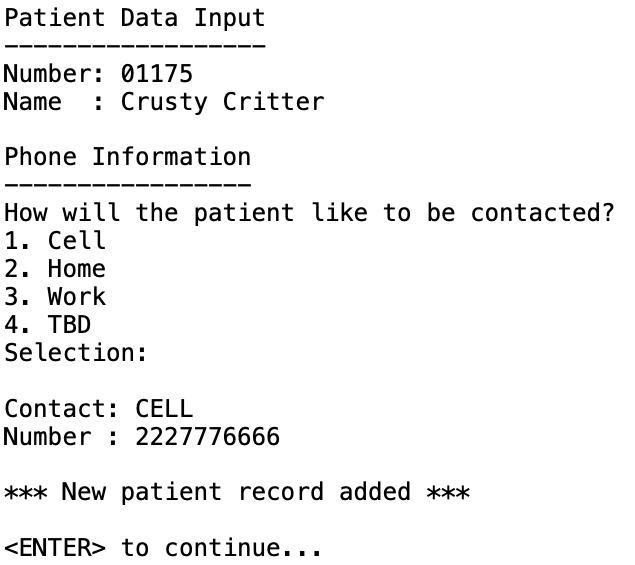 Patient Data Input
------------------
Number: 01175
Name  : Crusty Critter
Phone Information
-----------------
How will the patient like to be contacted?
1. Cell
2. Home
3. Work
4. TBD
Selection:
Contact: CELL
Number : 2227776666
*** New patient record added ***
<ENTER> to continue...